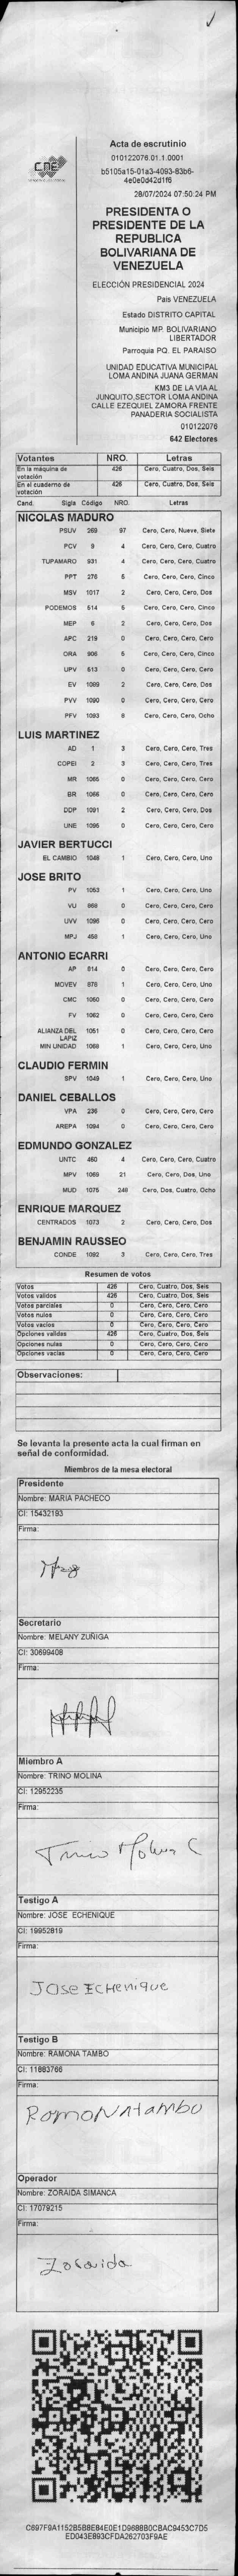 CNE
Acta de escrutinio
010122076.01.1.0001
b5105a15-01a3-4093-83b6-
4e0e0d42d1f6
28/07/2024 07:50:24 PM
PRESIDENTA O
PRESIDENTE DE LA
REPUBLICA
BOLIVARIANA DE
VENEZUELA
ELECCIÓN PRESIDENCIAL 2024
Pais VENEZUELA
Estado DISTRITO CAPITAL
Municipio MP. BOLIVARIANO
LIBERTADOR
Parroquia PQ. EL PARAISO
UNIDAD EDUCATIVA MUNICIPAL
LOMA ANDINA JUANA GERMAN
KM3 DE LA VIA AL
JUNQUITO,SECTOR LOMA ANDINA
CALLE EZEQUIEL ZAMORA FRENTE
PANADERIA SOCIALISTA
010122076
642 Electores
Votantes NRO. Letras
En la máquina de votación 426 Cero, Cuatro, Dos, Seis
En el cuaderno de votación 426 Cero, Cuatro, Dos, Seis
Cand. Sigla Código NRO. Letras
NICOLAS MADURO
PSUV 269 97 Cero, Cero, Nueve, Siete
PCV 9 4 Cero, Cero, Cero, Cuatro
TUPAMARO 931 4 Cero, Cero, Cero, Cuatro
PPT 276 5 Cero, Cero, Cero, Cinco
MSV 1017 2 Cero, Cero, Cero, Dos
PODEMOS 514 5 Cero, Cero, Cero, Cinco
MEP 6 2 Cero, Cero, Cero, Dos
APC 219 0 Cero, Cero, Cero, Cero
ORA 906 5 Cero, Cero, Cero, Cinco
UPV 513 0 Cero, Cero, Cero, Cero
EV 1089 2 Cero, Cero, Cero, Dos
PVV 1090 0 Cero, Cero, Cero, Cero
PFV 1093 8 Cero, Cero, Cero, Ocho
LUIS MARTINEZ
AD 1 3 Cero, Cero, Cero, Tres
COPEI 2 3 Cero, Cero, Cero, Tres
MR 1065 0 Cero, Cero, Cero, Cero
BR 1066 0 Cero, Cero, Cero, Cero
DDP 1091 2 Cero, Cero, Cero, Dos
UNE 1095 0 Cero, Cero, Cero, Cero
JAVIER BERTUCCI
EL CAMBIO 1048 1 Cero, Cero, Cero, Uno
JOSE BRITO
PV 1053 1 Cero, Cero, Cero, Uno
VU 868 0 Cero, Cero, Cero, Cero
UVV 1096 0 Cero, Cero, Cero, Cero
MPJ 458 1 Cero, Cero, Cero, Uno
ANTONIO ECARRI
AP 814 0 Cero, Cero, Cero, Cero
MOVEV 876 1 Cero, Cero, Cero, Uno
CMC 1050 0 Cero, Cero, Cero, Cero
FV 1062 0 Cero, Cero, Cero, Cero
ALIANZA DEL LAPIZ 1051 0 Cero, Cero, Cero, Cero
MIN UNIDAD 1068 1 Cero, Cero, Cero, Uno
CLAUDIO FERMIN
SPV 1049 1 Cero, Cero, Cero, Uno
DANIEL CEBALLOS
VPA 236 0 Cero, Cero, Cero, Cero
AREPA 1094 0 Cero, Cero, Cero, Cero
EDMUNDO GONZALEZ
UNTC 460 4 Cero, Cero, Cero, Cuatro
MPV 1069 21 Cero, Cero, Dos, Uno
MUD 1075 248 Cero, Dos, Cuatro, Ocho
ENRIQUE MARQUEZ
CENTRADOS 1073 2 Cero, Cero, Cero, Dos
BENJAMIN RAUSSEO
CONDE 1092 3 Cero, Cero, Cero, Tres
Resumen de votos
Votos 426 Cero, Cuatro, Dos, Seis
Votos validos 426 Cero, Cuatro, Dos, Seis
Votos parciales 0 Cero, Cero, Cero, Cero
Votos nulos 0 Cero, Cero, Cero, Cero
Votos vacios 0 Cero, Cero, Cero, Cero
Opciones validas 426 Cero, Cuatro, Dos, Seis
Opciones nulas 0 Cero, Cero, Cero, Cero
Opciones vacias 0 Cero, Cero, Cero, Cero
Observaciones:
Se levanta la presente acta la cual firman en
señal de conformidad.
Miembros de la mesa electoral
Presidente
Nombre: MARIA PACHECO
CI: 15432193
Firma:
Secretario
Nombre: MELANY ZUÑIGA
CI: 30699408
Firma:
Miembro A
Nombre: TRINO MOLINA
CI: 12952235
Firma:
Trino Molina C
Testigo A
Nombre: JOSE ECHENIQUE
CI: 19952819
Firma:
JOSE ECHenique
Testigo B
Nombre: RAMONA TAMBO
CI: 11883766
Firma:
RomoNAtambo
Operador
Nombre: ZORAIDA SIMANCA
CI: 17079215
Firma:
Zoraida
C697F9A1152B5B8E84E0E1D9688B0CBAC9453C7D5
ED043E893CFDA262703F9AE